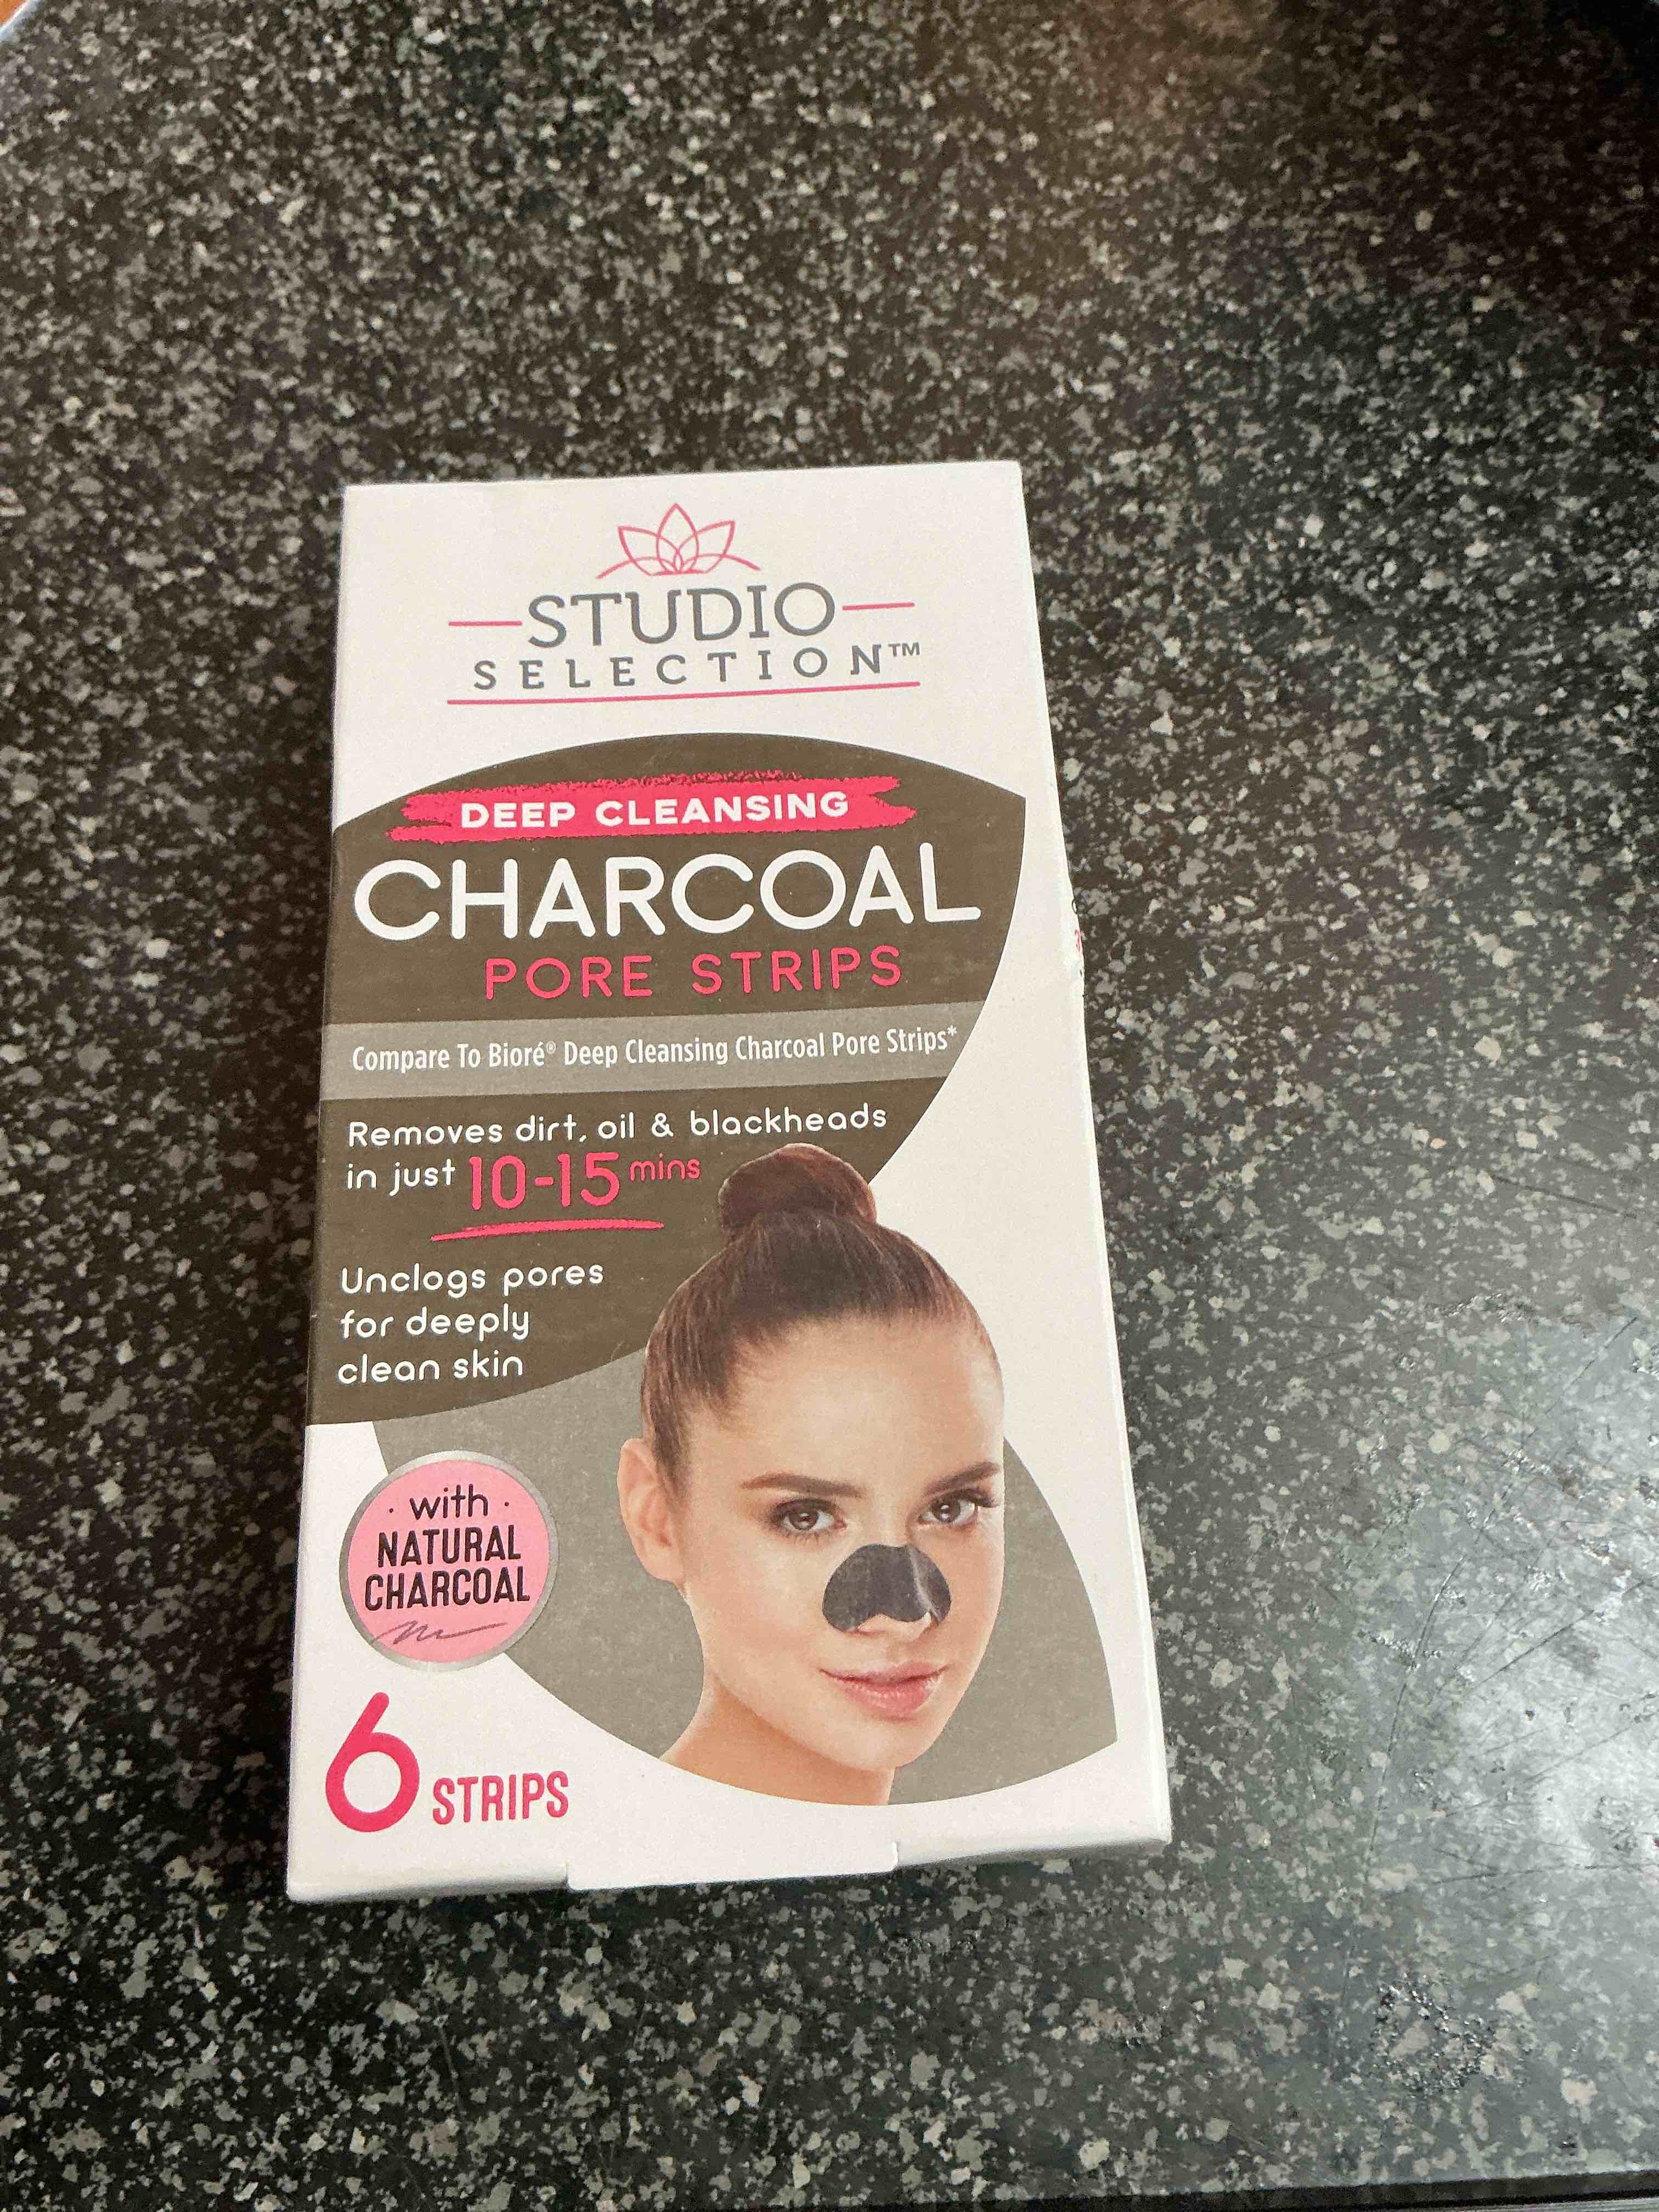 STUDIO
SELECTION™
DEEP CLEANSING
CHARCOAL
PORE STRIPS
Compare To Bioré® Deep Cleansing Charcoal Pore Strips*
Removes dirt, oil & blackheads
in just 10-15 mins
Unclogs pores
for deeply
clean skin
· with ·
NATURAL
CHARCOAL
6 STRIPS